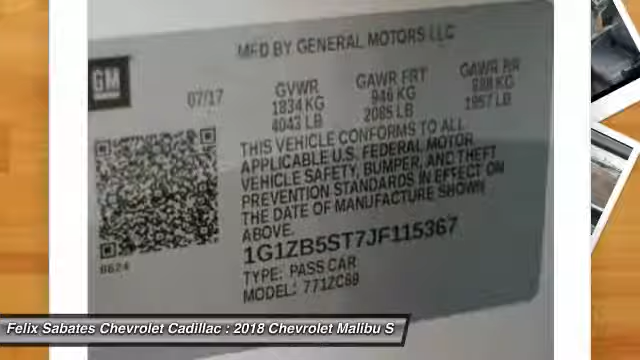 MFD BY GENERAL MOTORS LLC
GM
07/17
GVWR
1834 KG
4043 LB
GAWR FRT
946 KG
2085 LB
GAWR RR
888 KG
1957 LB
THIS VEHICLE CONFORMS TO ALL
APPLICABLE U.S. FEDERAL MOTOR
VEHICLE SAFETY, BUMPER, AND THEFT
PREVENTION STANDARDS IN EFFECT ON
THE DATE OF MANUFACTURE SHOWN
ABOVE.
1G1ZB5ST7JF115367
TYPE: PASS CAR
MODEL: 771ZC69
8624
Felix Sabates Chevrolet Cadillac : 2018 Chevrolet Malibu S